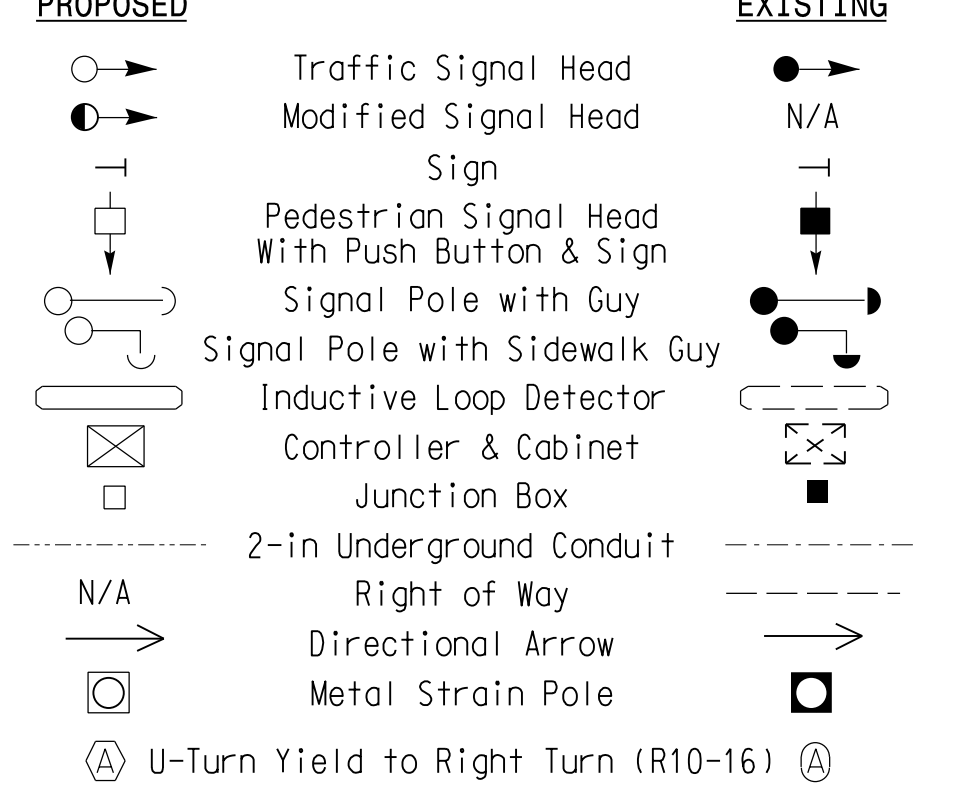 PROPOSED EXISTING
Traffic Signal Head
Modified Signal Head N/A
Sign
Pedestrian Signal Head
With Push Button & Sign
Signal Pole with Guy
Signal Pole with Sidewalk Guy
Inductive Loop Detector
Controller & Cabinet
Junction Box
2-in Underground Conduit
N/A Right of Way
Directional Arrow
Metal Strain Pole
A U-Turn Yield to Right Turn (R10-16) A